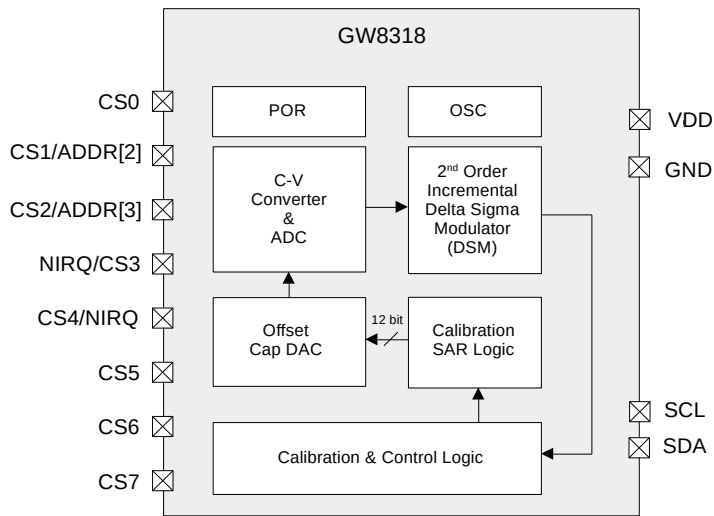 GW8318
CS0
CS1/ADDR[2]
CS2/ADDR[3]
NIRQ/CS3
CS4/NIRQ
CS5
CS6
CS7
POR
OSC
C-V
Converter
&
ADC
2nd Order
Incremental
Delta Sigma
Modulator
(DSM)
Offset
Cap DAC
12 bit
Calibration
SAR Logic
Calibration & Control Logic
VDD
GND
SCL
SDA